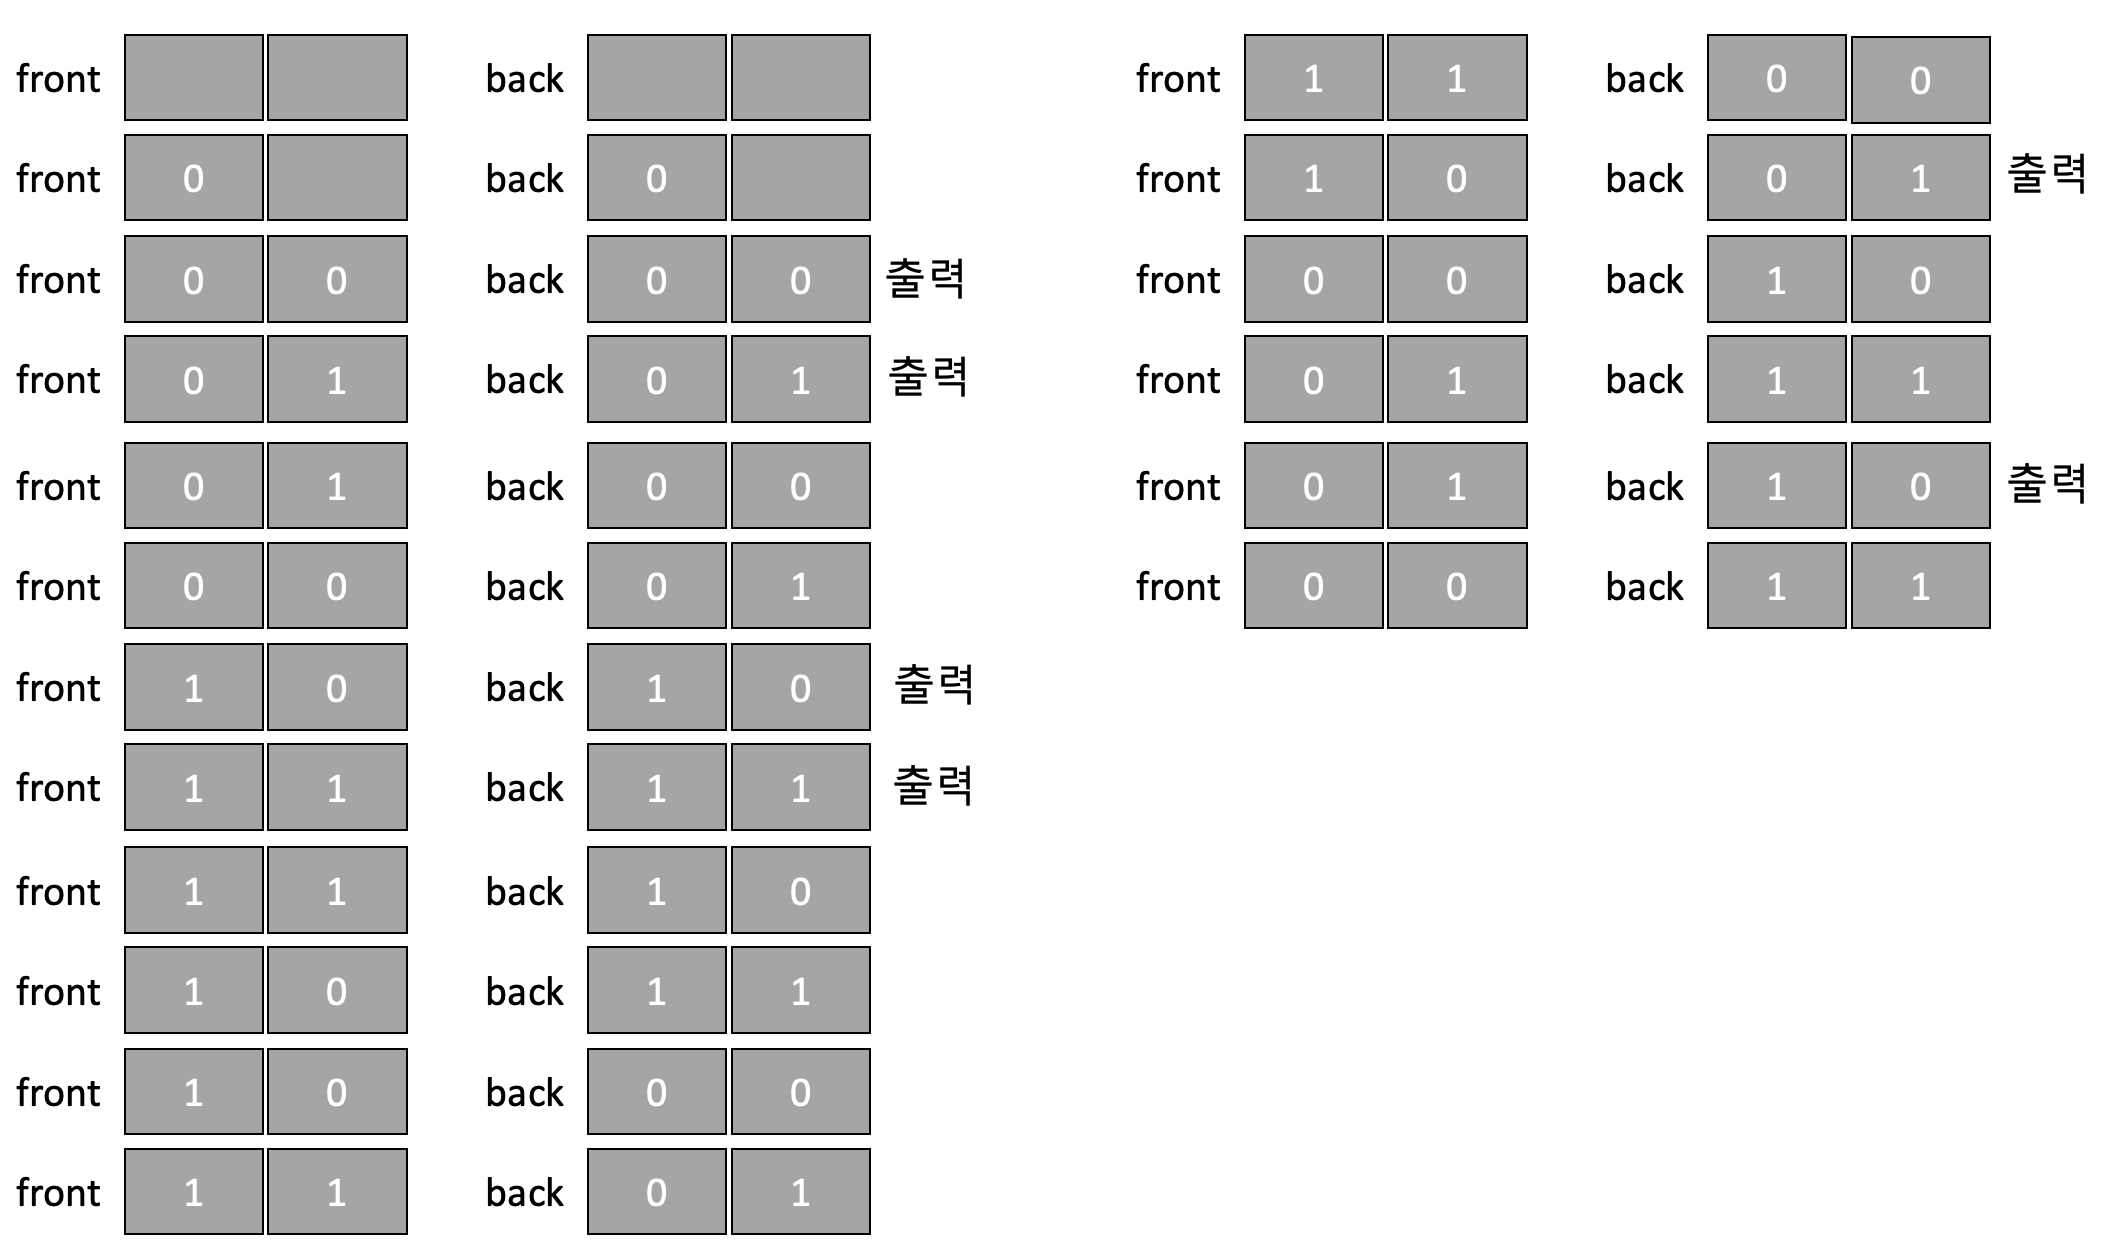 front back
front 0 back 0
front 0 0 back 0 0 출력
front 0 1 back 0 1 출력
front 0 1 back 0 0
front 0 0 back 0 1
front 1 0 back 1 0 출력
front 1 1 back 1 1 출력
front 1 1 back 1 0
front 1 0 back 1 1
front 1 0 back 0 0
front 1 1 back 0 1
front 1 1 back 0 0
front 1 0 back 0 1 출력
front 0 0 back 1 0
front 0 1 back 1 1
front 0 1 back 1 0 출력
front 0 0 back 1 1